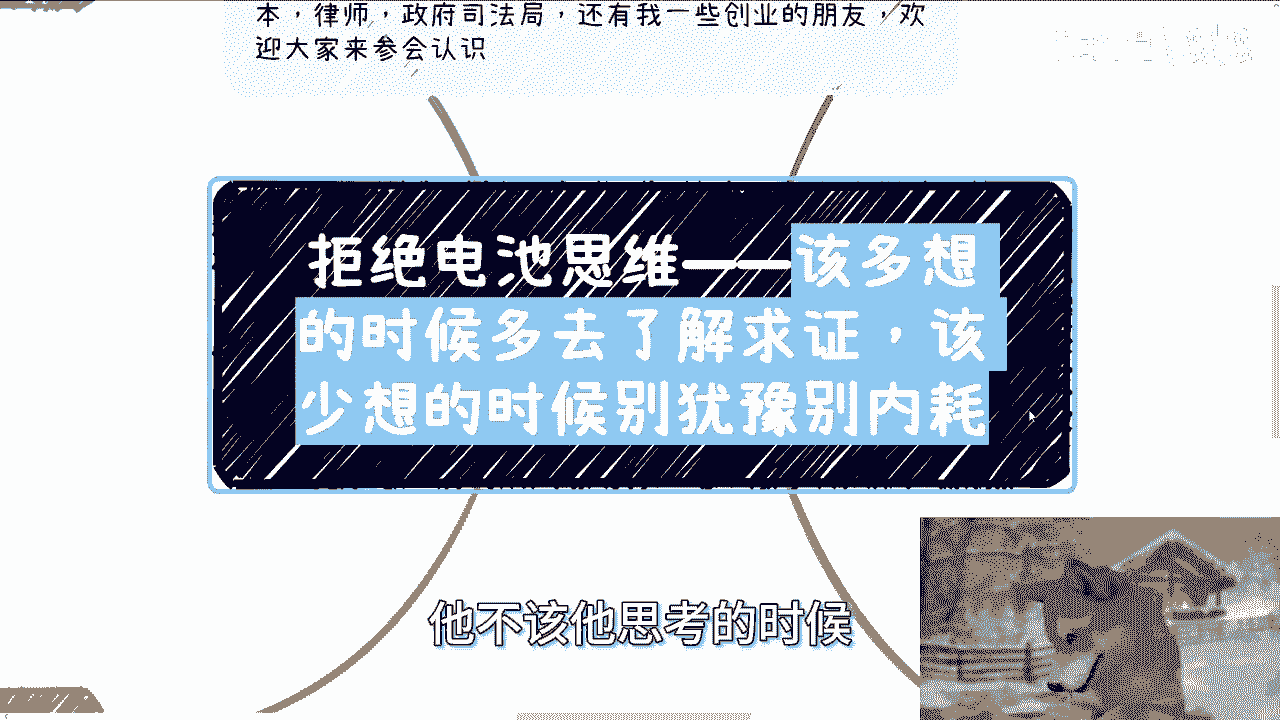 本，律师，政府司法局，还有我一些创业的朋友，欢
迎大家来参会认识
拒绝电池思维——该多想
的时候多去了解求证，该
少想的时候别犹豫别内耗
他不该他思考的时候